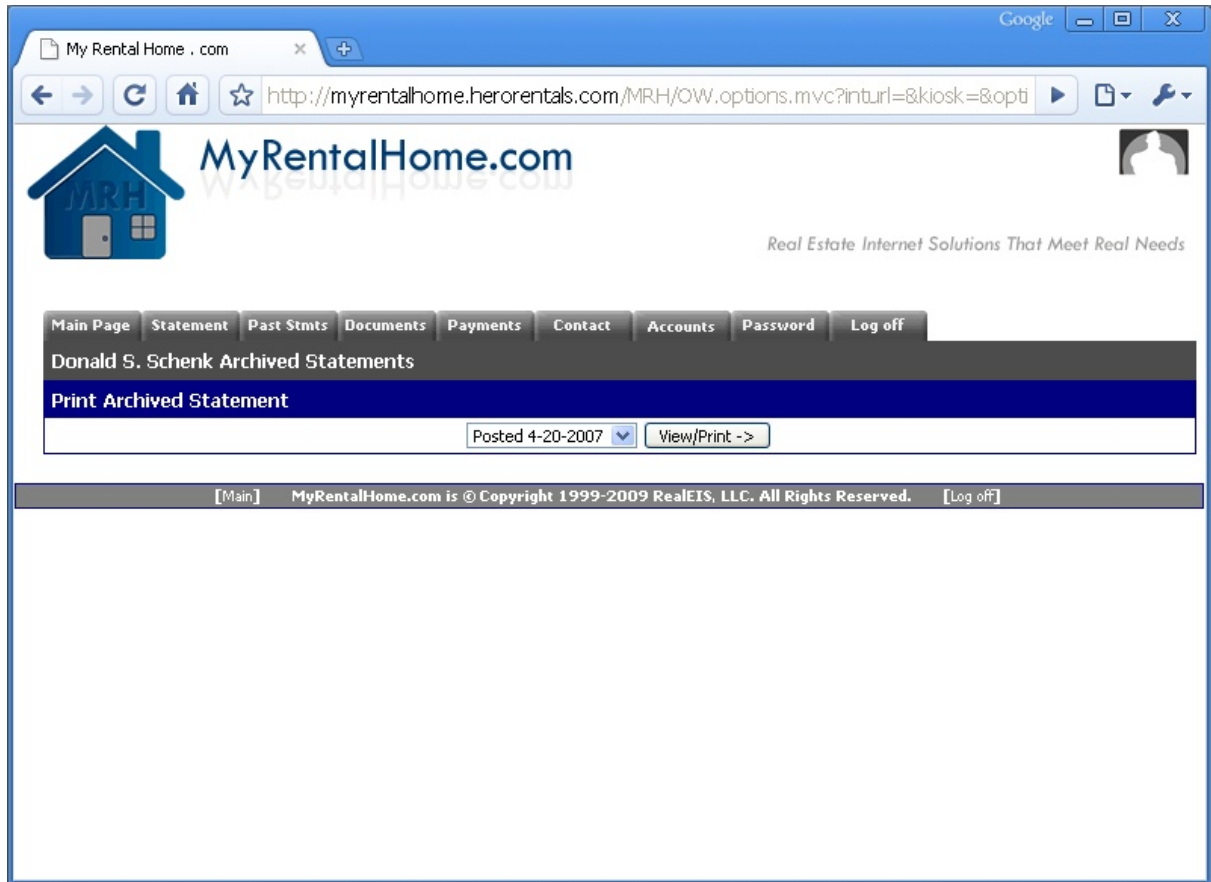 Google
My Rental Home . com
http://myrentalhome.herorentals.com/MRH/OW.options.mvc?inturl=&kiosk=&opti
MRH
MyRentalHome.com
Real Estate Internet Solutions That Meet Real Needs
Main Page Statement Past Stmts Documents Payments Contact Accounts Password Log off
Donald S. Schenk Archived Statements
Print Archived Statement
Posted 4-20-2007 View/Print ->
[Main] MyRentalHome.com is © Copyright 1999-2009 RealEIS, LLC. All Rights Reserved. [Log off]